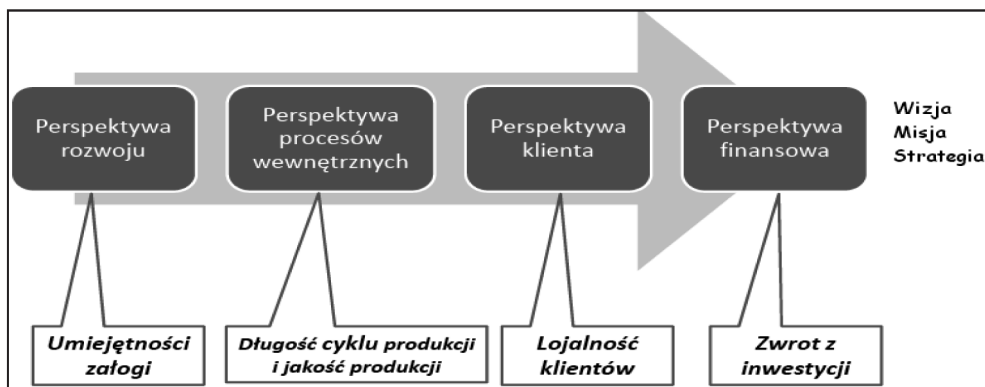 Perspektywa
rozwoju
Perspektywa
procesów
wewnętrznych
Perspektywa
klienta
Perspektywa
finansowa
Wizja
Misja
Strategia
Umiejętności
załogi
Długość cyklu produkcji
i jakość produkcji
Lojalność
klientów
Zwrot z
inwestycji